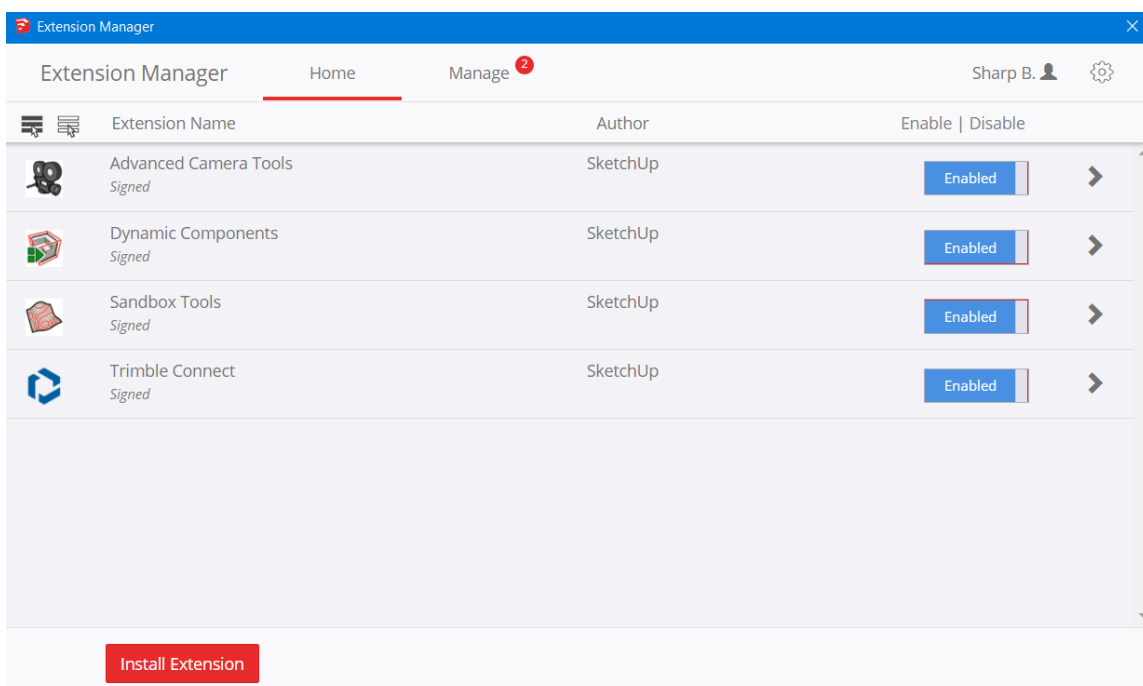 Extension Manager
Extension Manager Home Manage 2 Sharp B.
Extension Name Author Enable | Disable
Advanced Camera Tools SketchUp
Signed Enabled
Dynamic Components SketchUp
Signed Enabled
Sandbox Tools SketchUp
Signed Enabled
Trimble Connect SketchUp
Signed Enabled
Install Extension